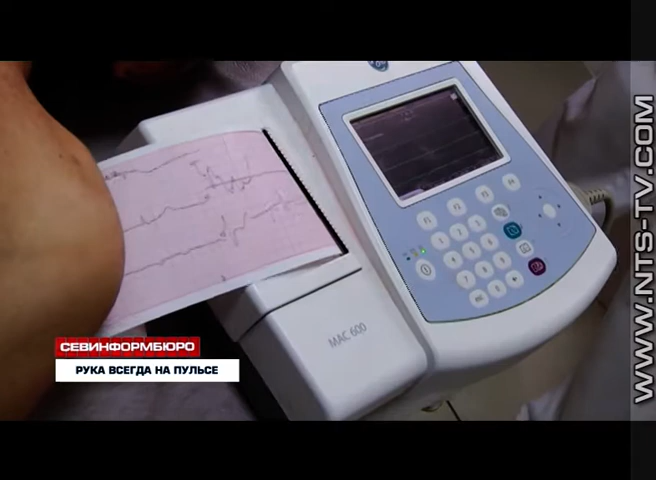 СЕВИНФОРМБЮРО
РУКА ВСЕГДА НА ПУЛЬСЕ
MAC 600
WWW.NTS-TV.COM